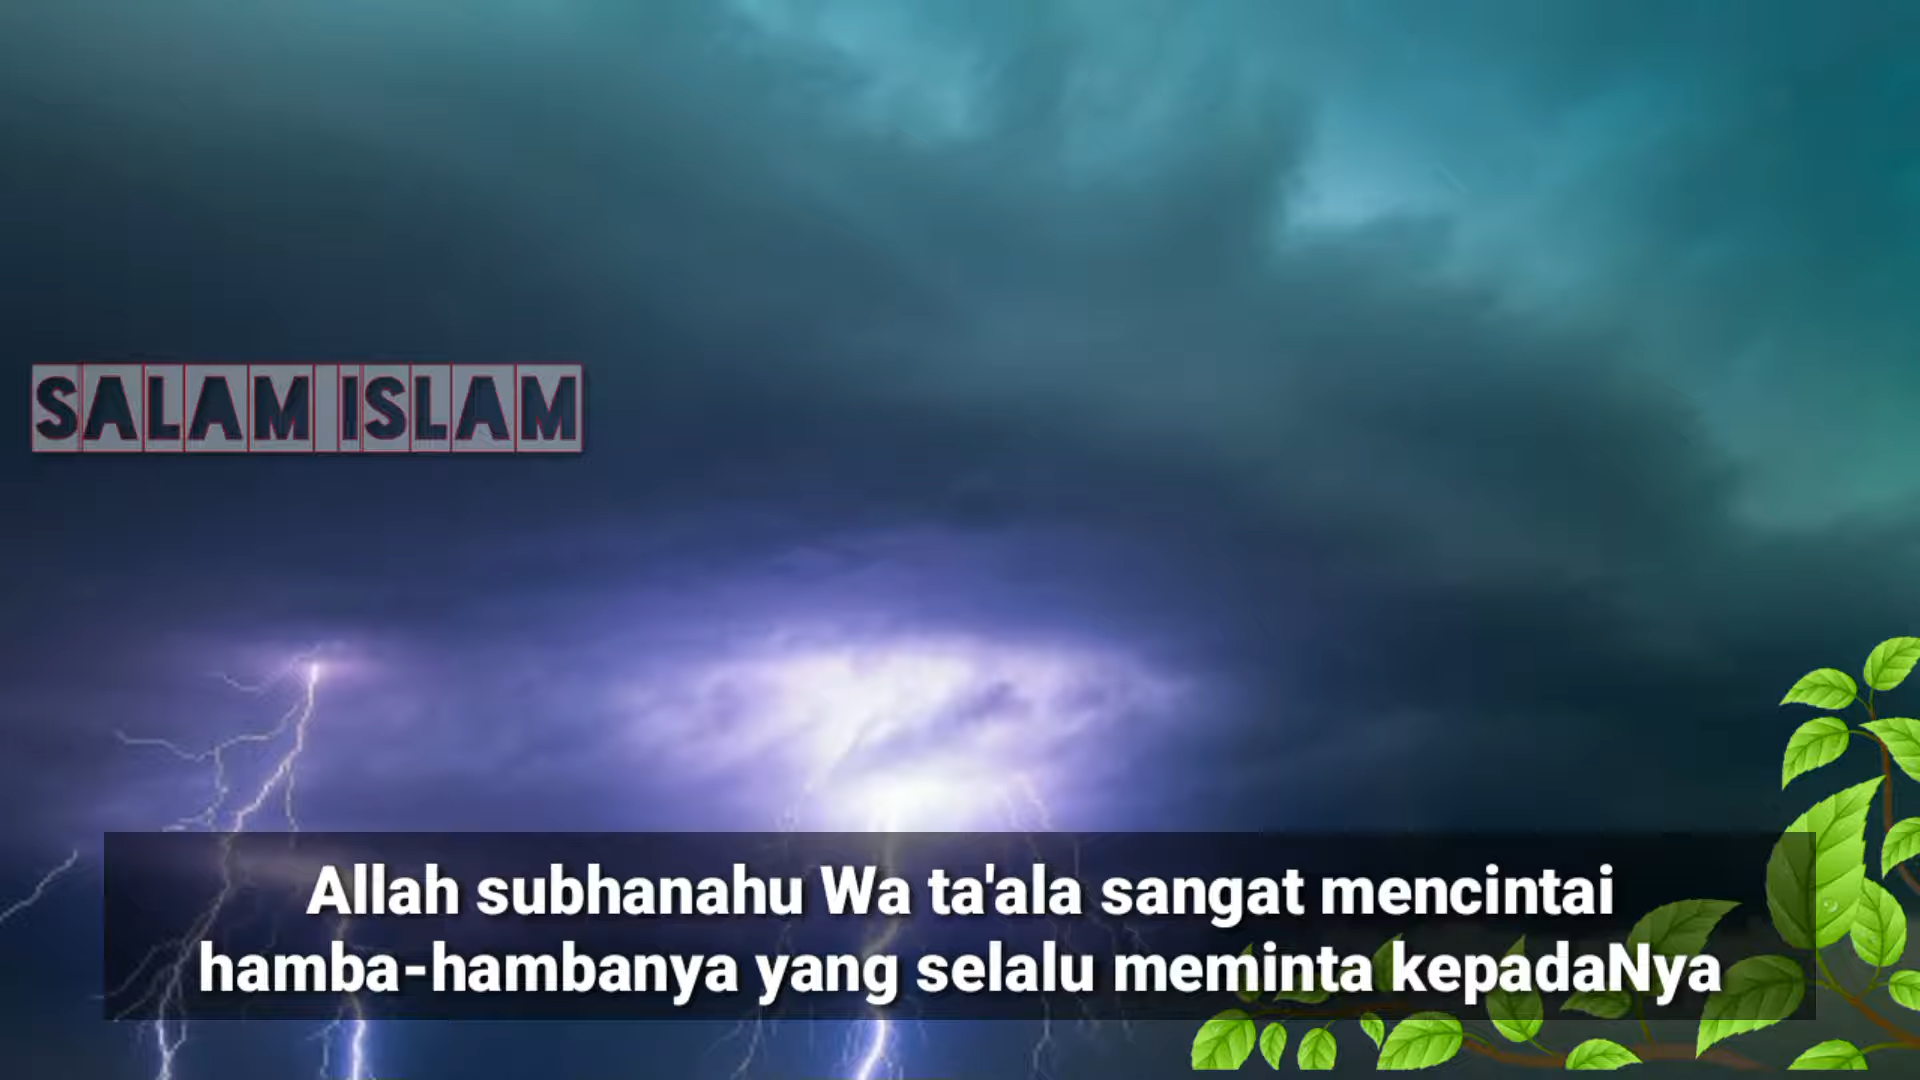 SALAM ISLAM
Allah subhanahu Wa ta'ala sangat mencintai
hamba-hambanya yang selalu meminta kepadaNya